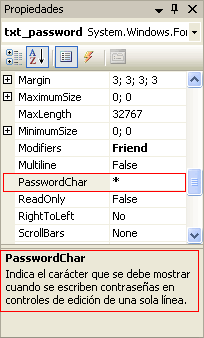 Propiedades
txt_password System.Windows.For
Margin 3; 3; 3; 3
MaximumSize 0; 0
MaxLength 32767
MinimumSize 0; 0
Modifiers Friend
Multiline False
PasswordChar *
ReadOnly False
RightToLeft No
ScrollBars None
PasswordChar
Indica el carácter que se debe mostrar
cuando se escriben contraseñas en
controles de edición de una sola línea.